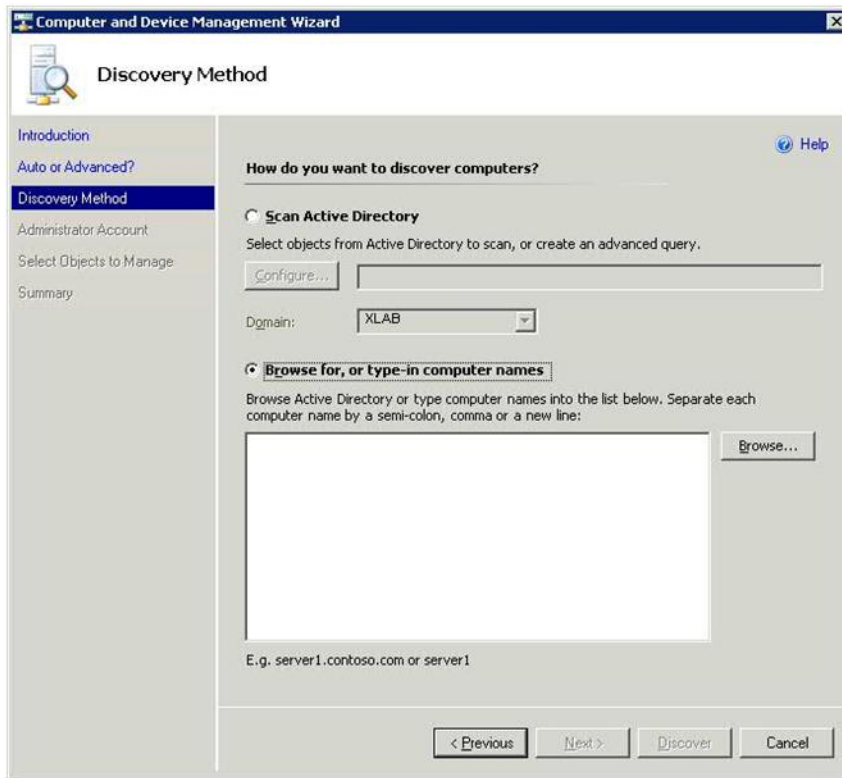 Computer and Device Management Wizard
Discovery Method
Introduction
Auto or Advanced?
Discovery Method
Administrator Account
Select Objects to Manage
Summary
Help
How do you want to discover computers?
Scan Active Directory
Select objects from Active Directory to scan, or create an advanced query.
Configure...
Domain:
XLAB
Browse for, or type-in computer names
Browse Active Directory or type computer names into the list below. Separate each
computer name by a semi-colon, comma or a new line:
Browse...
E.g. server1.contoso.com or server1
< Previous
Next >
Discover
Cancel